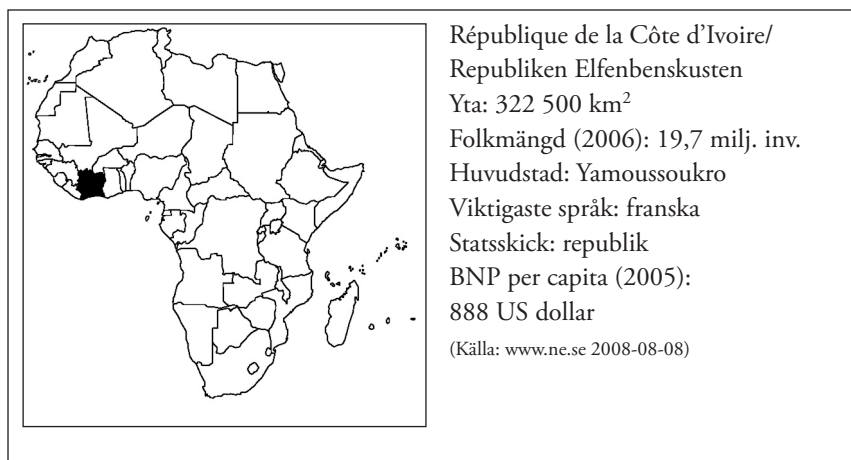 République de la Côte d’Ivoire/
Republiken Elfenbenskusten
Yta: 322 500 km²
Folkmängd (2006): 19,7 milj. inv.
Huvudstad: Yamoussoukro
Viktigaste språk: franska
Statsskick: republik
BNP per capita (2005):
888 US dollar
(Källa: www.ne.se 2008-08-08)